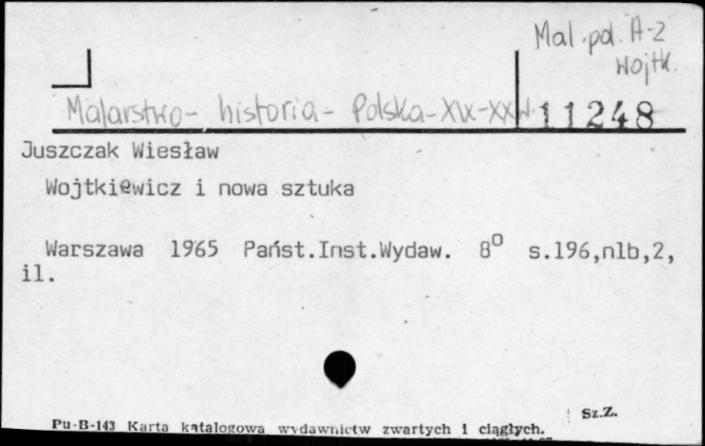 Mal. pol. A-2
Wojtk.
Malarstwo - historia - Polska - XIX-XXw.
11248
Juszczak Wiesław
Wojtkiewicz i nowa sztuka
Warszawa 1965 Państ.Inst.Wydaw. 8⁰ s.196,nlb,2,
il.
Sz.Z.
Pu-B-143 Karta katalogowa wydawnictw zwartych i ciągłych.